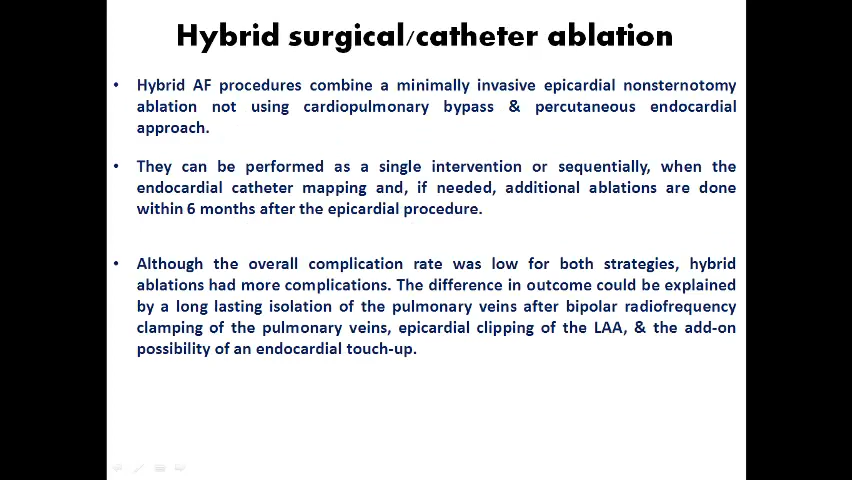 Hybrid surgical/catheter ablation
• Hybrid AF procedures combine a minimally invasive epicardial nonsternotomy
ablation not using cardiopulmonary bypass & percutaneous endocardial
approach.
• They can be performed as a single intervention or sequentially, when the
endocardial catheter mapping and, if needed, additional ablations are done
within 6 months after the epicardial procedure.
• Although the overall complication rate was low for both strategies, hybrid
ablations had more complications. The difference in outcome could be explained
by a long lasting isolation of the pulmonary veins after bipolar radiofrequency
clamping of the pulmonary veins, epicardial clipping of the LAA, & the add-on
possibility of an endocardial touch-up.